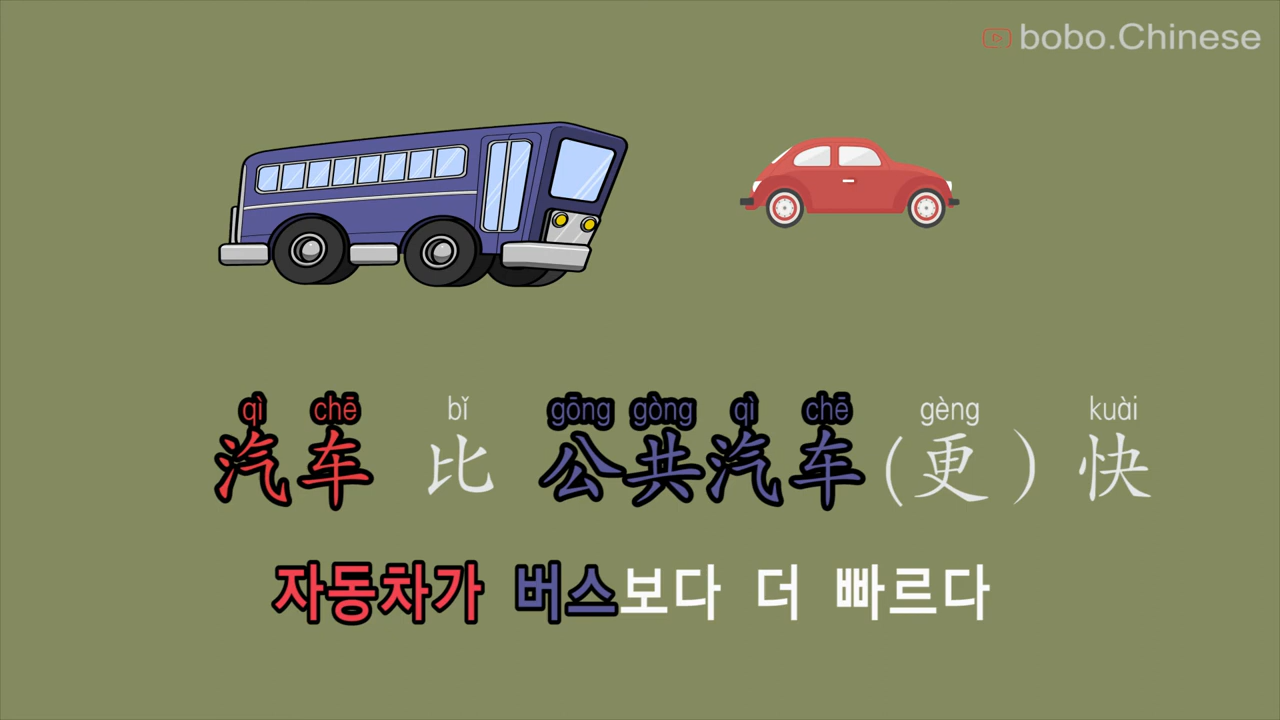 bobo.Chinese
qì chē bǐ gōng gòng qì chē gèng kuài
汽车 比 公共汽车(更) 快
자동차가 버스보다 더 빠르다